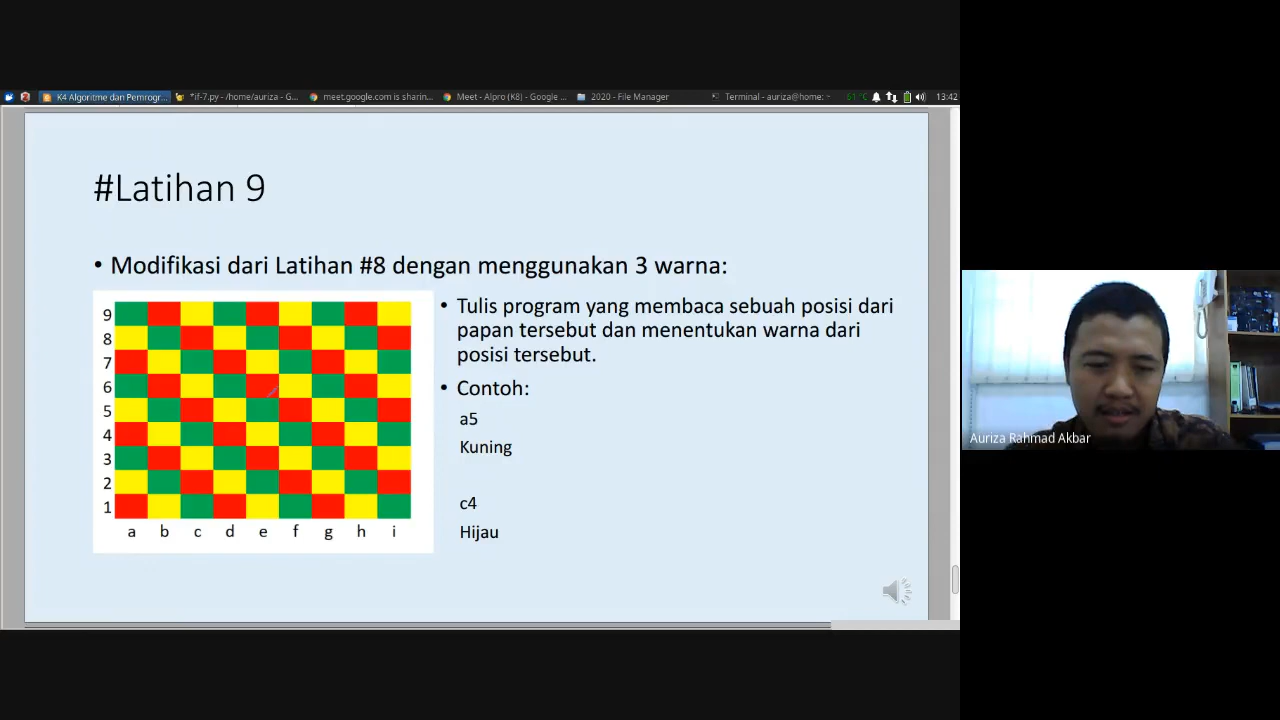 K4 Algoritme dan Pemrogr...
*if-7.py - /home/auriza - G...
meet.google.com is sharin...
Meet - Alpro (K8) - Google ...
2020 - File Manager
Terminal - auriza@home: ~
61°C
13:42
#Latihan 9
• Modifikasi dari Latihan #8 dengan menggunakan 3 warna:
9
8
7
6
5
4
3
2
1
a b c d e f g h i
• Tulis program yang membaca sebuah posisi dari
papan tersebut dan menentukan warna dari
posisi tersebut.
• Contoh:
a5
Kuning
c4
Hijau
Auriza Rahmad Akbar